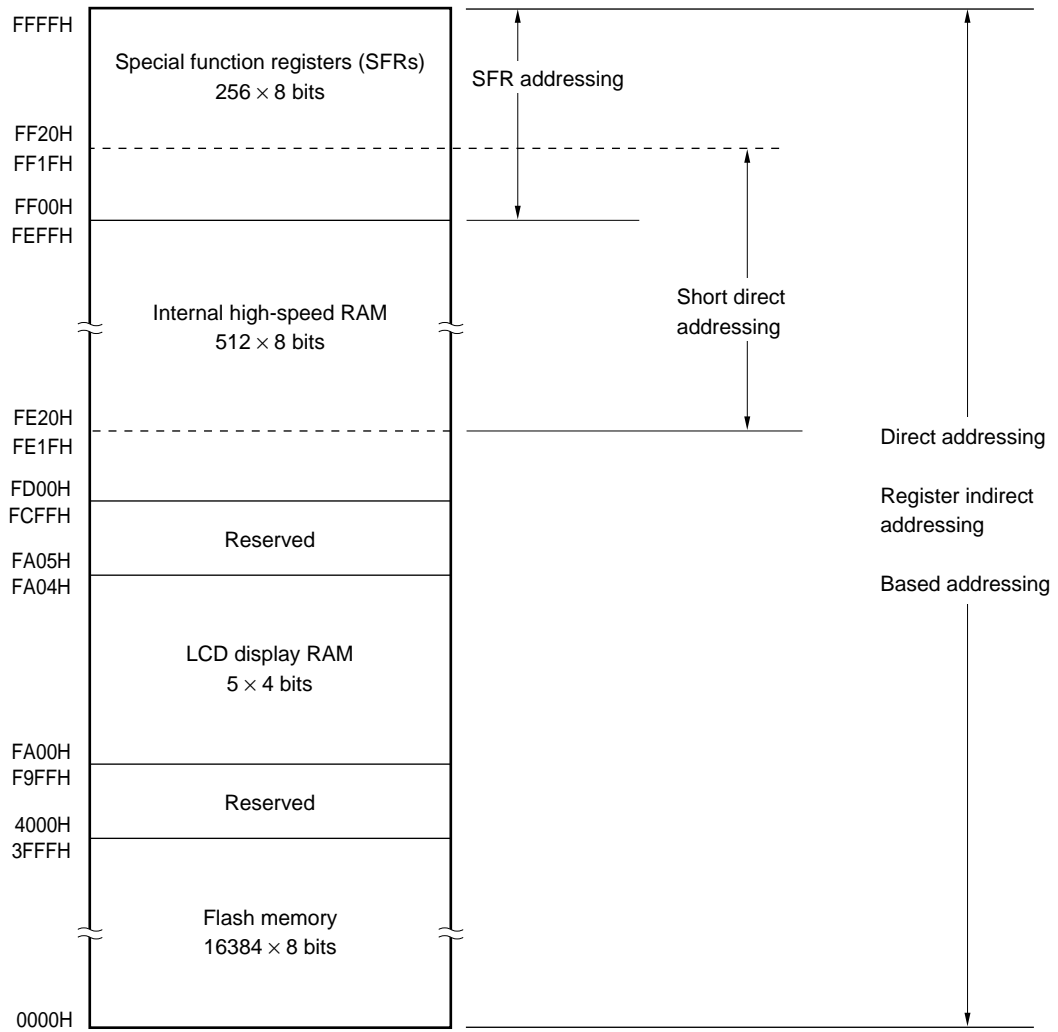 FFFFH
Special function registers (SFRs)
256 × 8 bits
SFR addressing
FF20H
FF1FH
FF00H
FEFFH
Internal high-speed RAM
512 × 8 bits
Short direct
addressing
FE20H
FE1FH
Direct addressing
FD00H
FCFFH
Register indirect
addressing
Reserved
FA05H
FA04H
Based addressing
LCD display RAM
5 × 4 bits
FA00H
F9FFH
Reserved
4000H
3FFFH
Flash memory
16384 × 8 bits
0000H